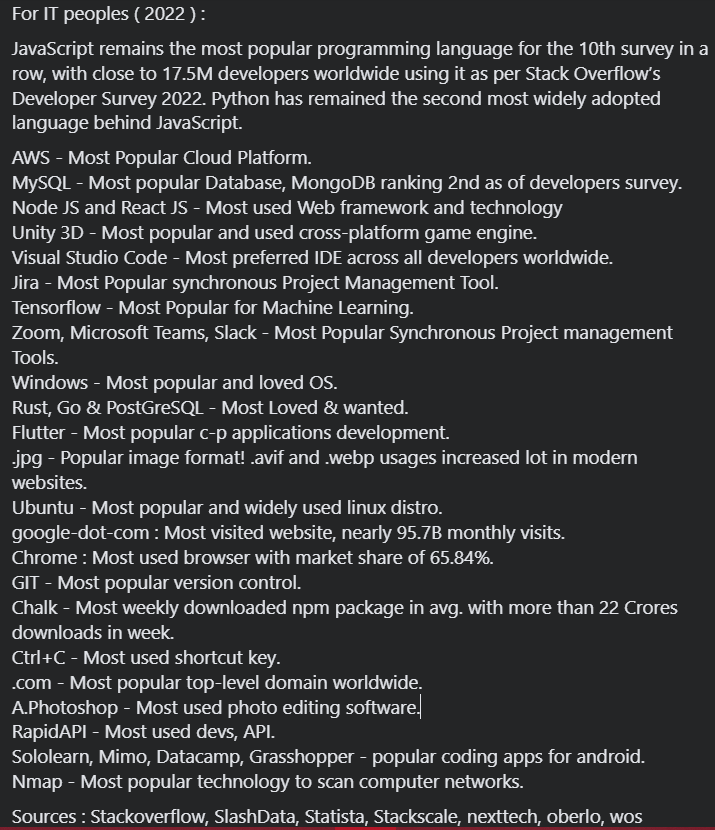 For IT peoples ( 2022 ) :
JavaScript remains the most popular programming language for the 10th survey in a
row, with close to 17.5M developers worldwide using it as per Stack Overflow's
Developer Survey 2022. Python has remained the second most widely adopted
language behind JavaScript.
AWS - Most Popular Cloud Platform.
MySQL - Most popular Database, MongoDB ranking 2nd as of developers survey.
Node JS and React JS - Most used Web framework and technology
Unity 3D - Most popular and used cross-platform game engine.
Visual Studio Code - Most preferred IDE across all developers worldwide.
Jira - Most Popular synchronous Project Management Tool.
Tensorflow - Most Popular for Machine Learning.
Zoom, Microsoft Teams, Slack - Most Popular Synchronous Project management
Tools.
Windows - Most popular and loved OS.
Rust, Go & PostGreSQL - Most Loved & wanted.
Flutter - Most popular c-p applications development.
.jpg - Popular image format! .avif and .webp usages increased lot in modern
websites.
Ubuntu - Most popular and widely used linux distro.
google-dot-com : Most visited website, nearly 95.7B monthly visits.
Chrome : Most used browser with market share of 65.84%.
GIT - Most popular version control.
Chalk - Most weekly downloaded npm package in avg. with more than 22 Crores
downloads in week.
Ctrl+C - Most used shortcut key.
.com - Most popular top-level domain worldwide.
A.Photoshop - Most used photo editing software.
RapidAPI - Most used devs, API.
Sololearn, Mimo, Datacamp, Grasshopper - popular coding apps for android.
Nmap - Most popular technology to scan computer networks.
Sources : Stackoverflow, SlashData, Statista, Stackscale, nexttech, oberlo, wos